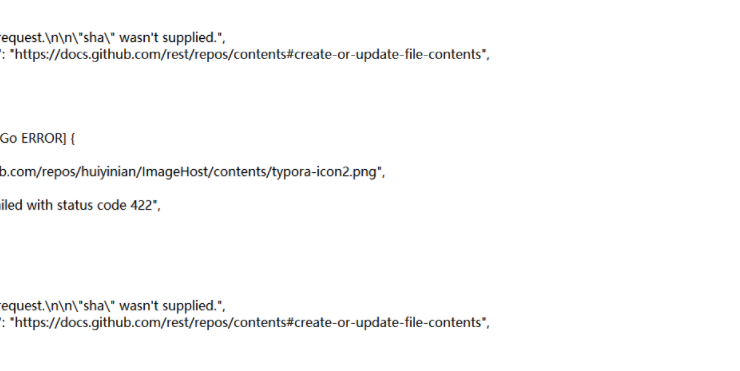 equest.\n\n\"sha\" wasn't supplied.",
": "https://docs.github.com/rest/repos/contents#create-or-update-file-contents",
Go ERROR] {
b.com/repos/huiyinian/ImageHost/contents/typora-icon2.png",
iled with status code 422",
equest.\n\n\"sha\" wasn't supplied.",
": "https://docs.github.com/rest/repos/contents#create-or-update-file-contents",